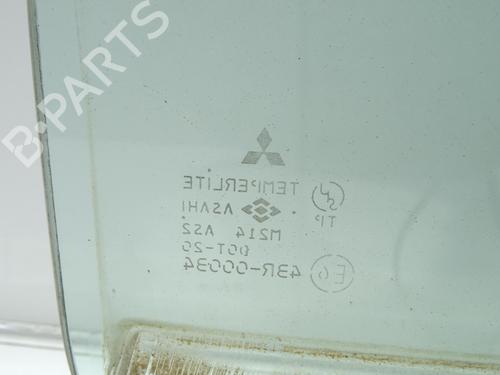 B-PARTS
TEMPERLITE
ASAHI
TP
M214 AS2
DOT-20
43R-00034
E6